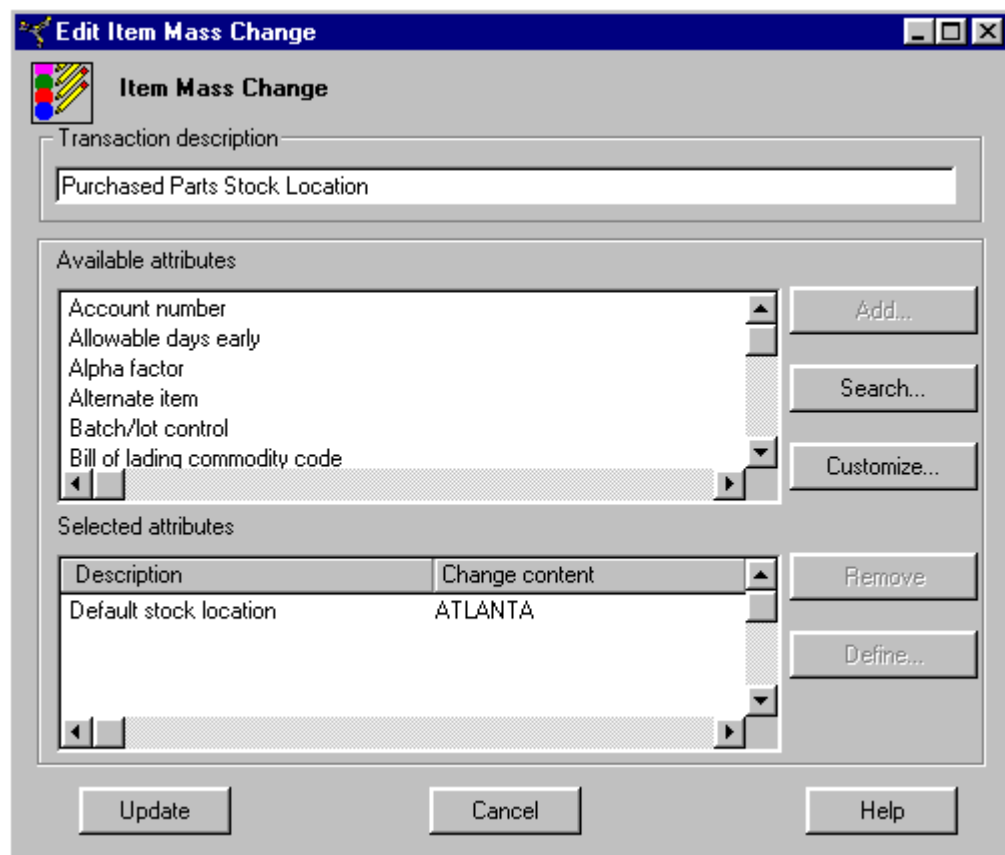 Edit Item Mass Change
Item Mass Change
Transaction description
Purchased Parts Stock Location
Available attributes
Account number
Allowable days early
Alpha factor
Alternate item
Batch/lot control
Bill of lading commodity code
Add...
Search...
Customize...
Selected attributes
Description Change content
Default stock location ATLANTA
Remove
Define...
Update Cancel Help